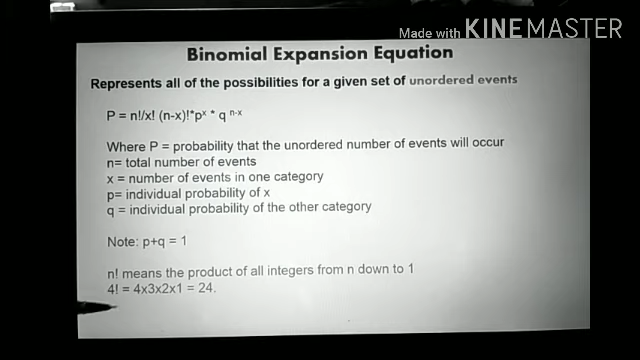 Made with KINEMASTER
Binomial Expansion Equation
Represents all of the possibilities for a given set of unordered events
P = n!/x! (n-x)!*pˣ * q ⁿ⁻ˣ
Where P = probability that the unordered number of events will occur
n= total number of events
x = number of events in one category
p= individual probability of x
q = individual probability of the other category
Note: p+q = 1
n! means the product of all integers from n down to 1
4! = 4x3x2x1 = 24.